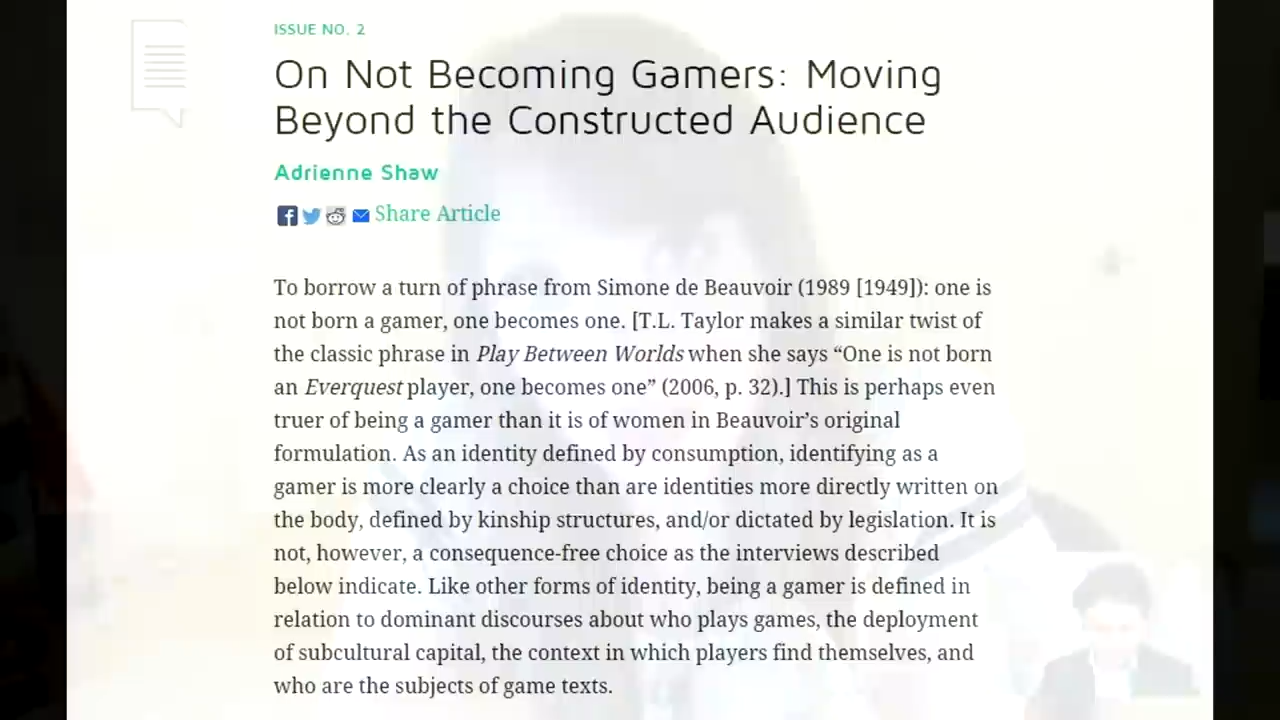 ISSUE NO. 2
On Not Becoming Gamers: Moving
Beyond the Constructed Audience
Adrienne Shaw
Share Article
To borrow a turn of phrase from Simone de Beauvoir (1989 [1949]): one is
not born a gamer, one becomes one. [T.L. Taylor makes a similar twist of
the classic phrase in Play Between Worlds when she says “One is not born
an Everquest player, one becomes one” (2006, p. 32).] This is perhaps even
truer of being a gamer than it is of women in Beauvoir’s original
formulation. As an identity defined by consumption, identifying as a
gamer is more clearly a choice than are identities more directly written on
the body, defined by kinship structures, and/or dictated by legislation. It is
not, however, a consequence-free choice as the interviews described
below indicate. Like other forms of identity, being a gamer is defined in
relation to dominant discourses about who plays games, the deployment
of subcultural capital, the context in which players find themselves, and
who are the subjects of game texts.